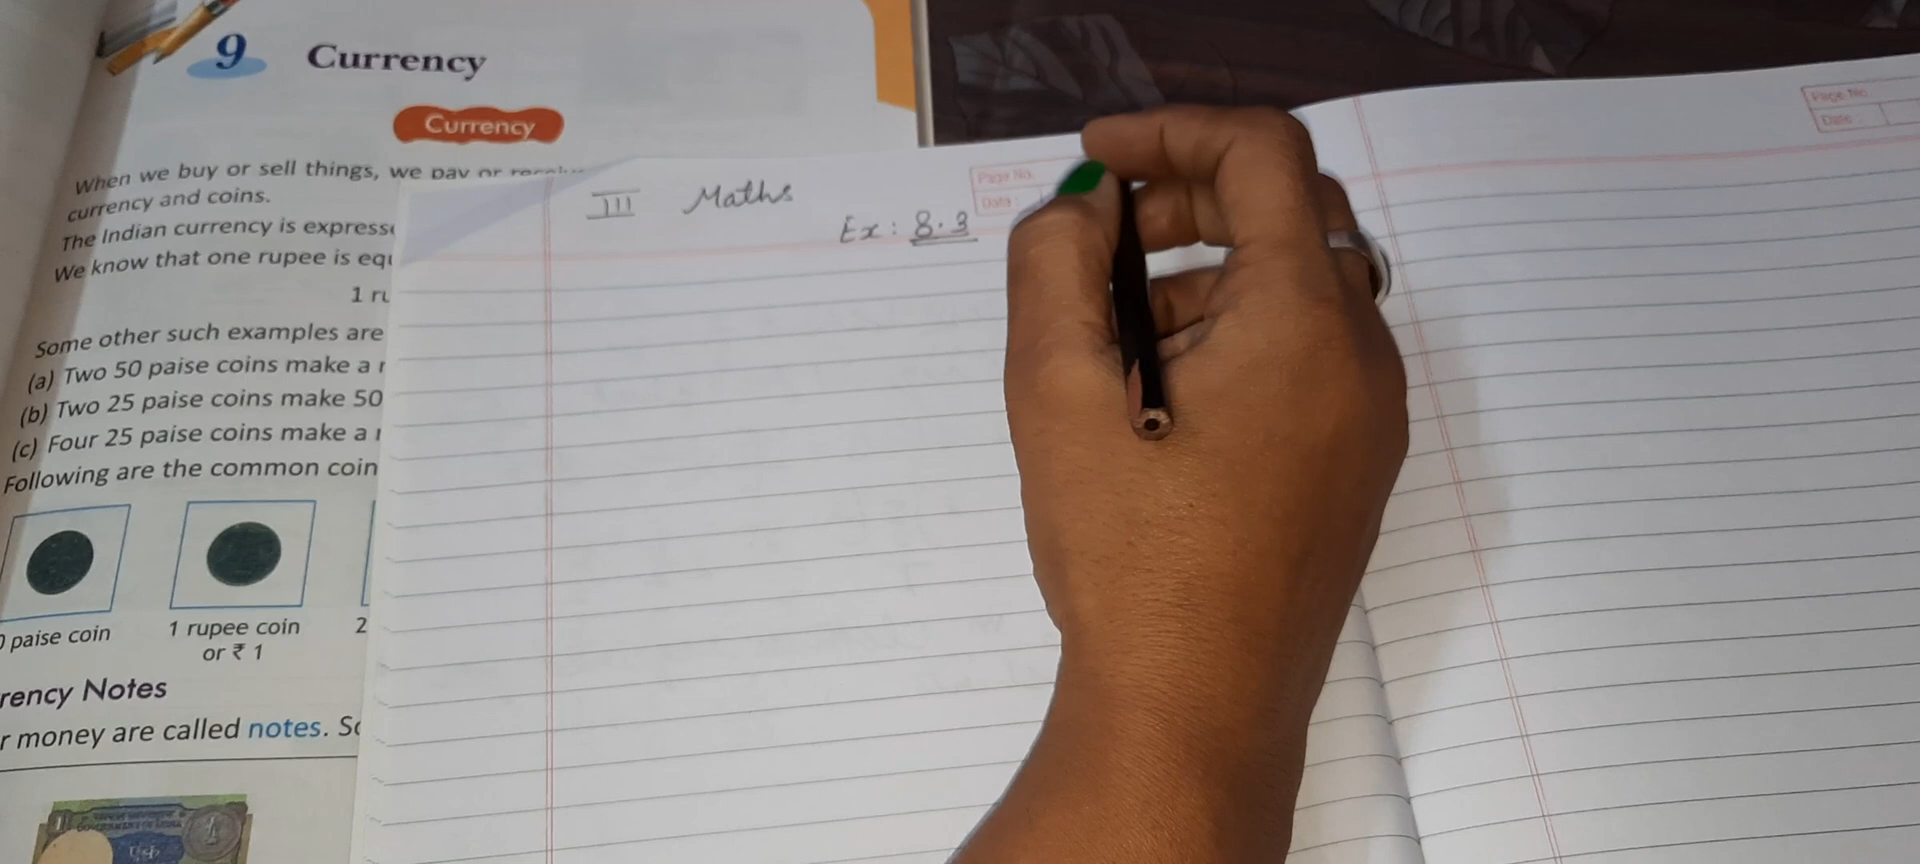 9 Currency
Currency
When we buy or sell things, we pay or
currency and coins.
The Indian currency is
We know that one rupee is
1
Some other such examples are
(a) Two 50 paise coins make a
(b) Two 25 paise coins make 50
(c) Four 25 paise coins make a
Following are the common
paise coin
1 rupee coin
or ₹ 1
2
Notes
money are called notes.
III Maths
Ex: 8.3
Page No.
Date:
Page No.
Date:
1
1